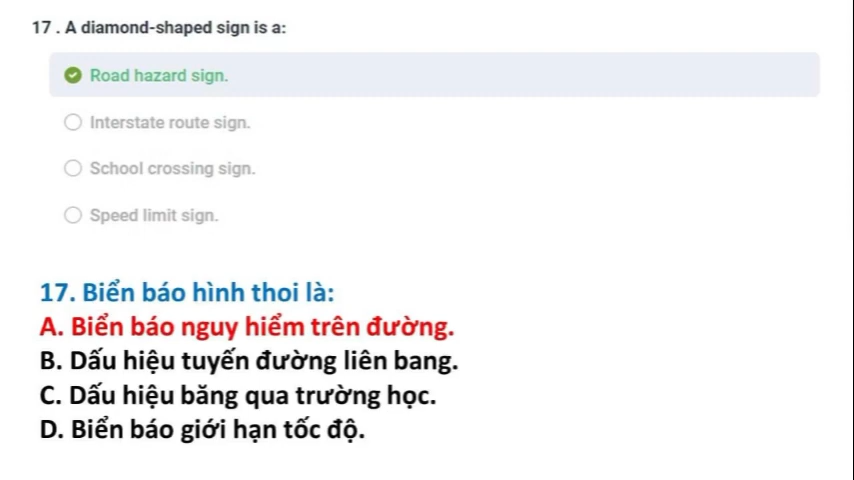 17 . A diamond-shaped sign is a:
Road hazard sign.
Interstate route sign.
School crossing sign.
Speed limit sign.
17. Biển báo hình thoi là:
A. Biển báo nguy hiểm trên đường.
B. Dấu hiệu tuyến đường liên bang.
C. Dấu hiệu băng qua trường học.
D. Biển báo giới hạn tốc độ.